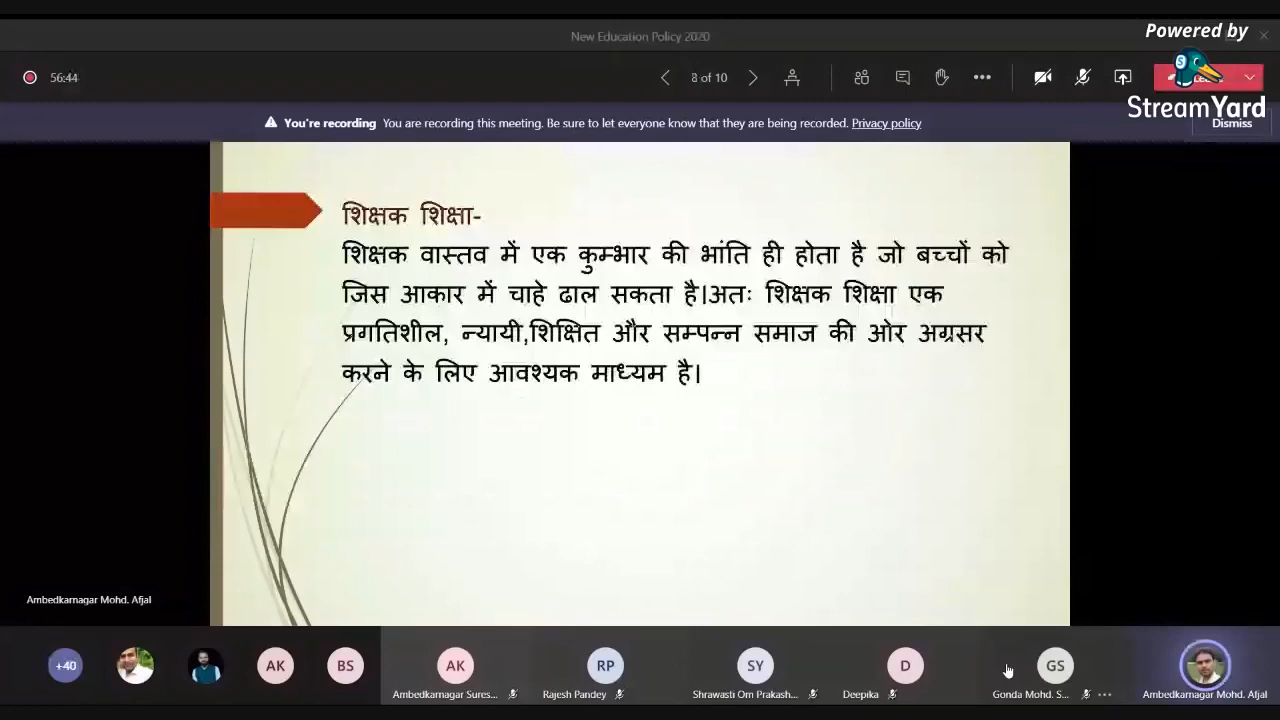 Powered by
New Education Policy 2020
56:44
8 of 10
StreamYard
You're recording You are recording this meeting. Be sure to let everyone know that they are being recorded. Privacy policy
Dismiss
शिक्षक शिक्षा-
शिक्षक वास्तव में एक कुम्भार की भांति ही होता है जो बच्चों को
जिस आकार में चाहे ढाल सकता है।अतः शिक्षक शिक्षा एक
प्रगतिशील, न्यायी,शिक्षित और सम्पन्न समाज की ओर अग्रसर
करने के लिए आवश्यक माध्यम है।
Ambedkarnagar Mohd. Afjal
+40
AK
BS
AK
RP
SY
D
GS
Ambedkarnagar Sures...
Rajesh Pandey
Shrawasti Om Prakash...
Deepika
Gonda Mohd. S...
Ambedkarnagar Mohd. Afjal